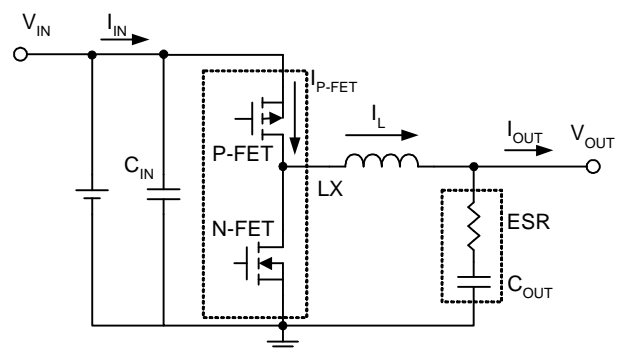 V_IN
I_IN
I_P-FET
I_L
I_OUT
V_OUT
P-FET
C_IN
LX
N-FET
ESR
C_OUT